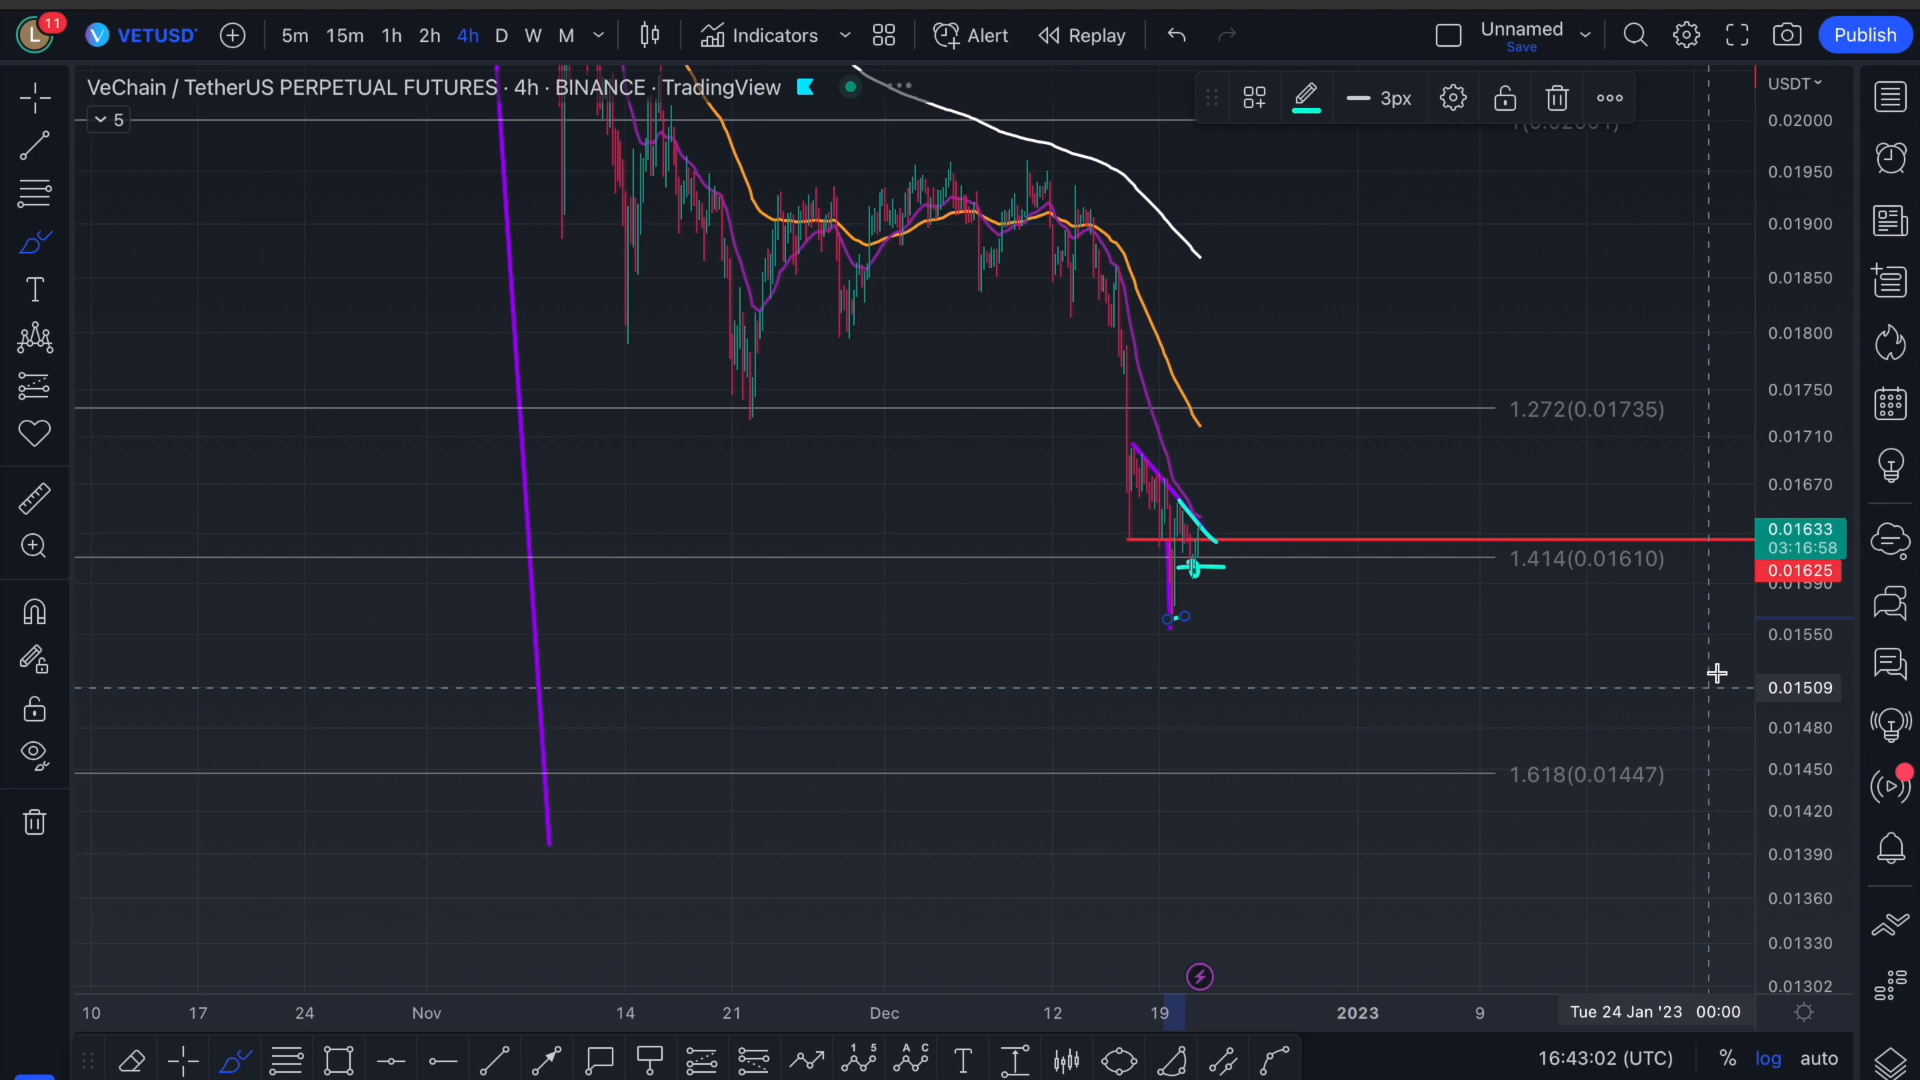 L
11
VETUSD
5m 15m 1h 2h 4h D W M
Indicators
Alert
Replay
Unnamed
Save
Publish
VeChain / TetherUS PERPETUAL FUTURES · 4h · BINANCE · TradingView
5
3px
USDT
0.02000
0.01950
0.01900
0.01850
0.01800
0.01750
0.01710
0.01670
0.01633
03:16:58
0.01625
0.01590
0.01550
0.01509
0.01480
0.01450
0.01420
0.01390
0.01360
0.01330
0.01302
1.272(0.01735)
1.414(0.01610)
1.618(0.01447)
10 17 24 Nov 14 21 Dec 12 19 2023 9
Tue 24 Jan '23 00:00
16:43:02 (UTC)
%
log
auto